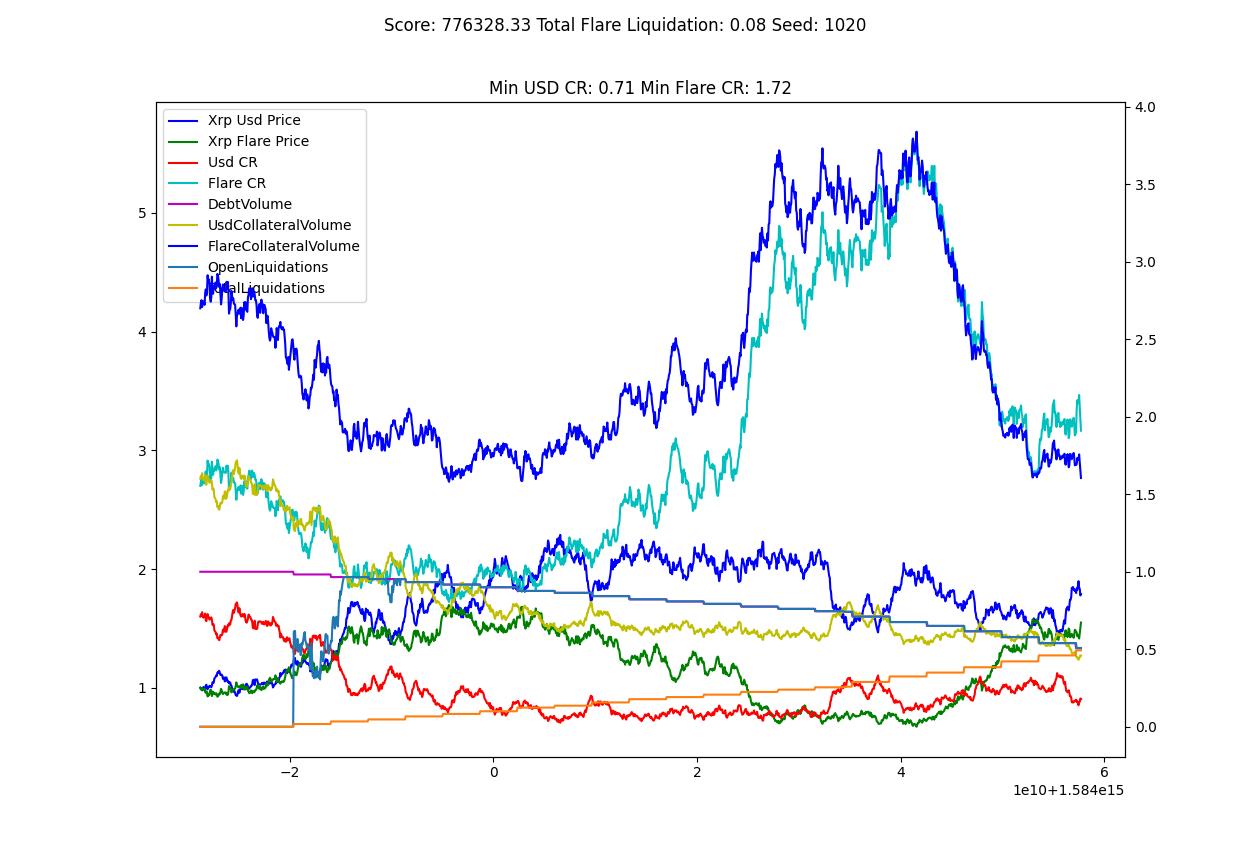 Score: 776328.33 Total Flare Liquidation: 0.08 Seed: 1020
Min USD CR: 0.71 Min Flare CR: 1.72
Xrp Usd Price
Xrp Flare Price
Usd CR
Flare CR
DebtVolume
UsdCollateralVolume
FlareCollateralVolume
OpenLiquidations
TotalLiquidations
5
4
3
2
1
4.0
3.5
3.0
2.5
2.0
1.5
1.0
0.5
0.0
−2 0 2 4 6
1e10+1.584e15